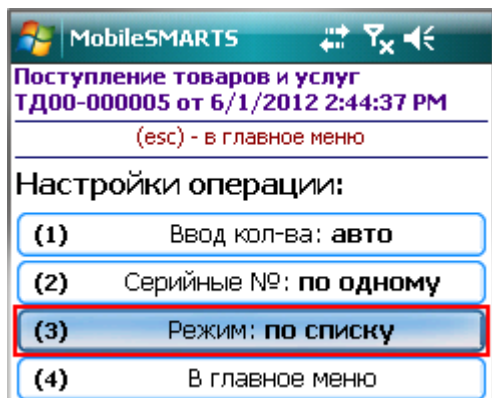 MobileSMARTS
Поступление товаров и услуг
ТД00-000005 от 6/1/2012 2:44:37 PM
(esc) - в главное меню
Настройки операции:
(1) Ввод кол-ва: авто
(2) Серийные №: по одному
(3) Режим: по списку
(4) В главное меню